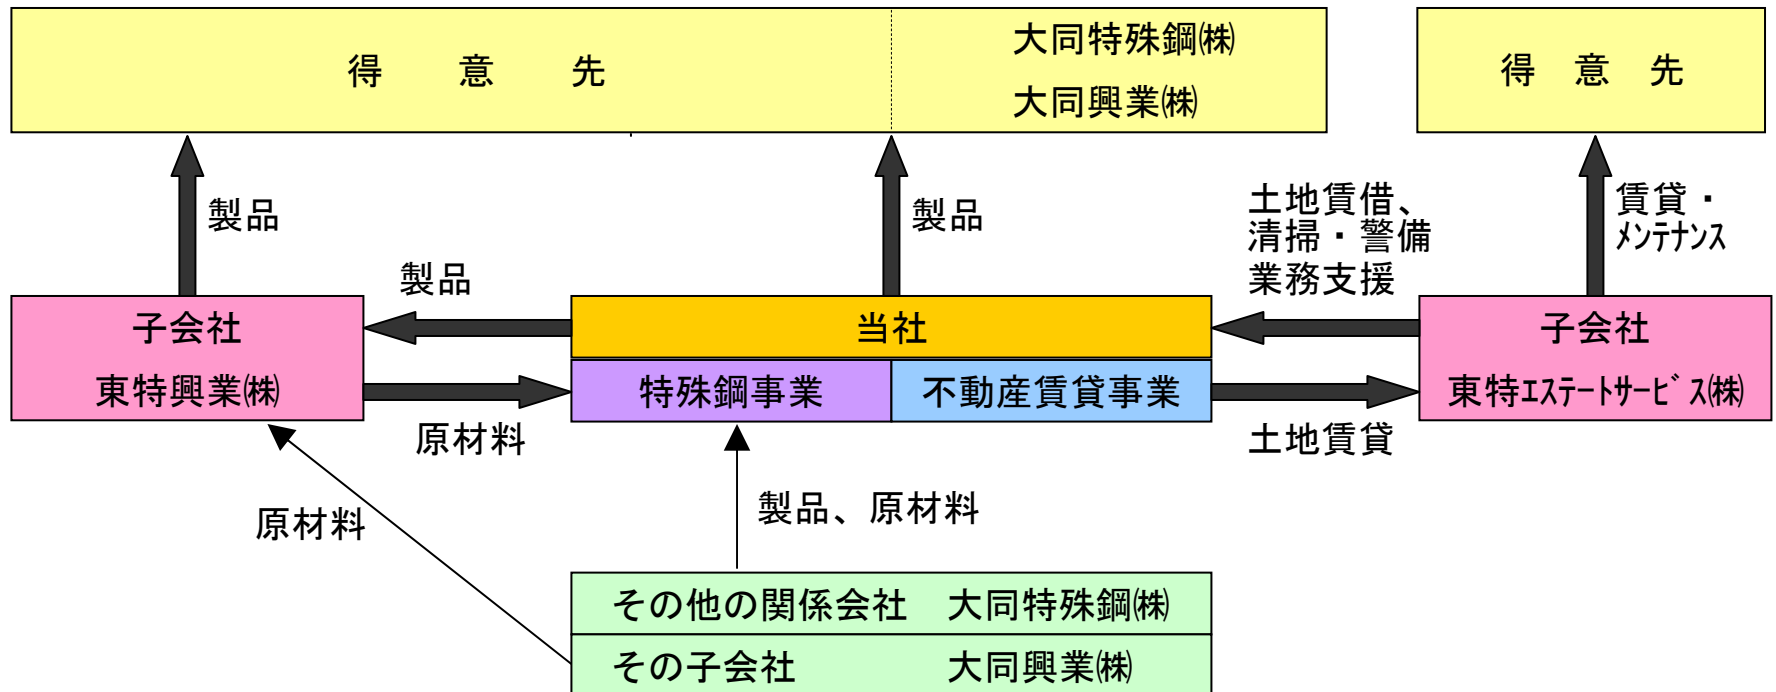 得　意　先
大同特殊鋼㈱
大同興業㈱
得　意　先
製品
製品
土地賃借、
清掃・警備
業務支援
賃貸・
ﾒﾝﾃﾅﾝｽ
製品
子会社
東特興業㈱
当社
特殊鋼事業
不動産賃貸事業
子会社
東特ｴｽﾃｰﾄｻｰﾋﾞｽ㈱
原材料
土地賃貸
原材料
製品、原材料
その他の関係会社　大同特殊鋼㈱
その子会社　大同興業㈱